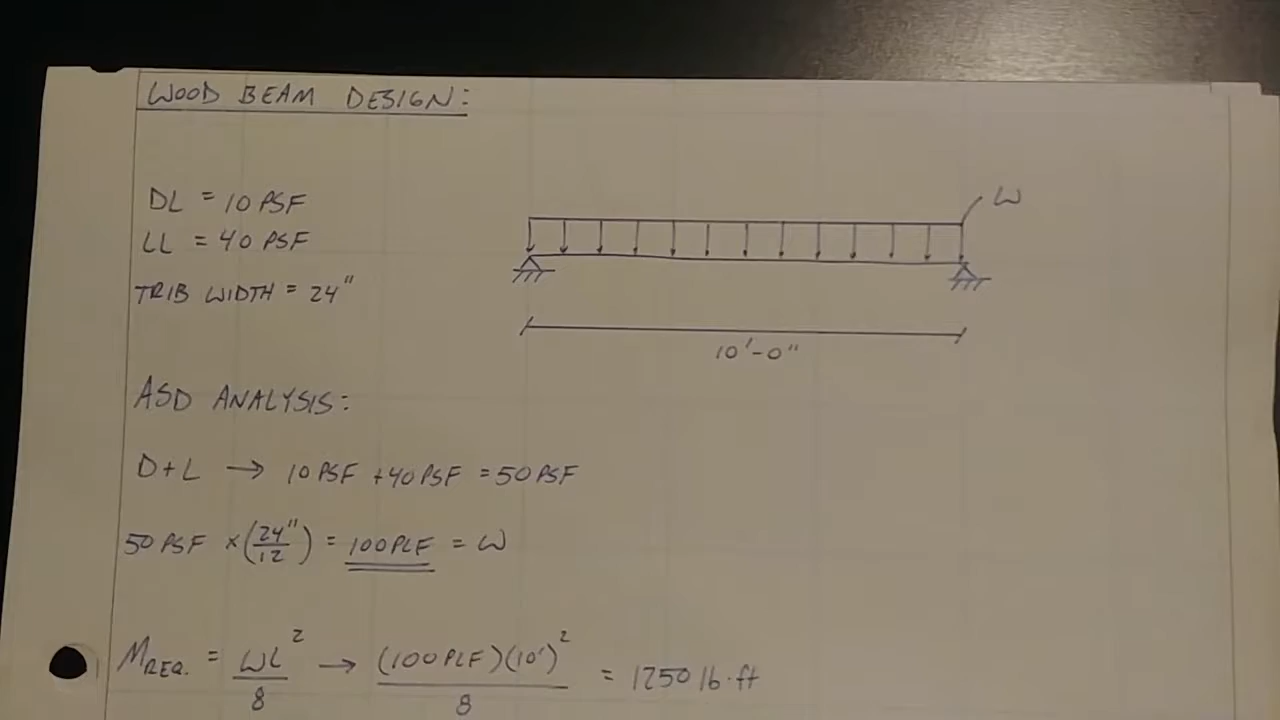 WOOD BEAM DESIGN:
DL = 10 PSF
LL = 40 PSF
TRIB WIDTH = 24"
W
10'-0"
ASD ANALYSIS:
D+L → 10 PSF + 40 PSF = 50 PSF
50 PSF × (24"/12) = 100 PLF = W
M REQ. = WL²/8 → (100 PLF)(10')²/8 = 1250 lb·ft